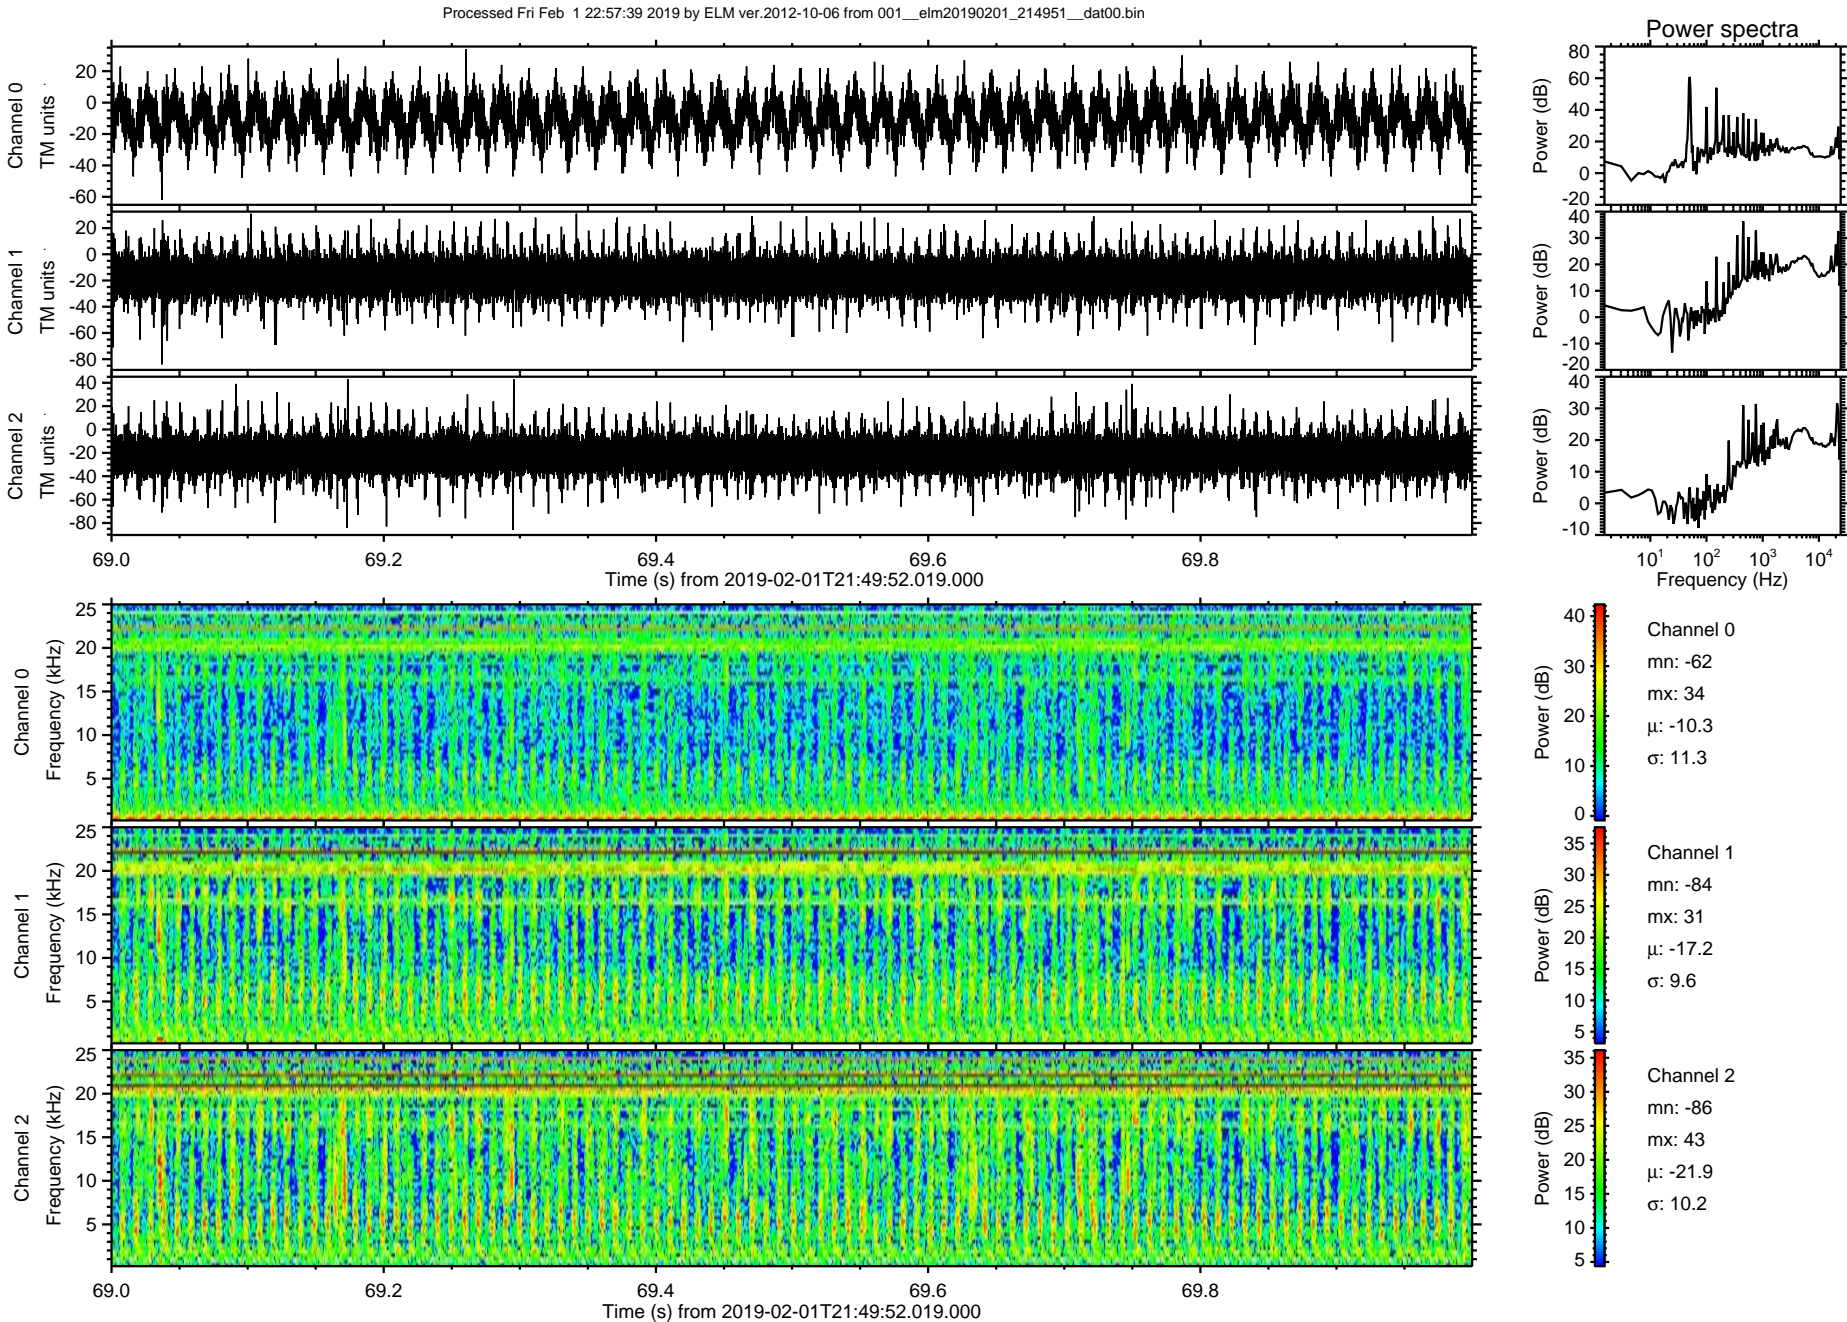 Processed Fri Feb  1 22:57:39 2019 by ELM ver.2012-10-06 from 001__elm20190201_214951__dat00.bin
Power spectra
Channel 0
TM units
20
0
-20
-40
-60
Power (dB)
80
60
40
20
0
-20
Channel 1
TM units
20
0
-20
-40
-60
-80
Power (dB)
40
30
20
10
0
-10
-20
Channel 2
TM units
40
20
0
-20
-40
-60
-80
Power (dB)
40
30
20
10
0
-10
69.0 69.2 69.4 69.6 69.8
Time (s) from 2019-02-01T21:49:52.019.000
10^1 10^2 10^3 10^4
Frequency (Hz)
Channel 0
Frequency (kHz)
25
20
15
10
5
Power (dB)
40
30
20
10
0
Channel 0
mn: -62
mx: 34
μ: -10.3
σ: 11.3
Channel 1
Frequency (kHz)
25
20
15
10
5
Power (dB)
35
30
25
20
15
10
5
Channel 1
mn: -84
mx: 31
μ: -17.2
σ: 9.6
Channel 2
Frequency (kHz)
25
20
15
10
5
Power (dB)
35
30
25
20
15
10
5
Channel 2
mn: -86
mx: 43
μ: -21.9
σ: 10.2
69.0 69.2 69.4 69.6 69.8
Time (s) from 2019-02-01T21:49:52.019.000